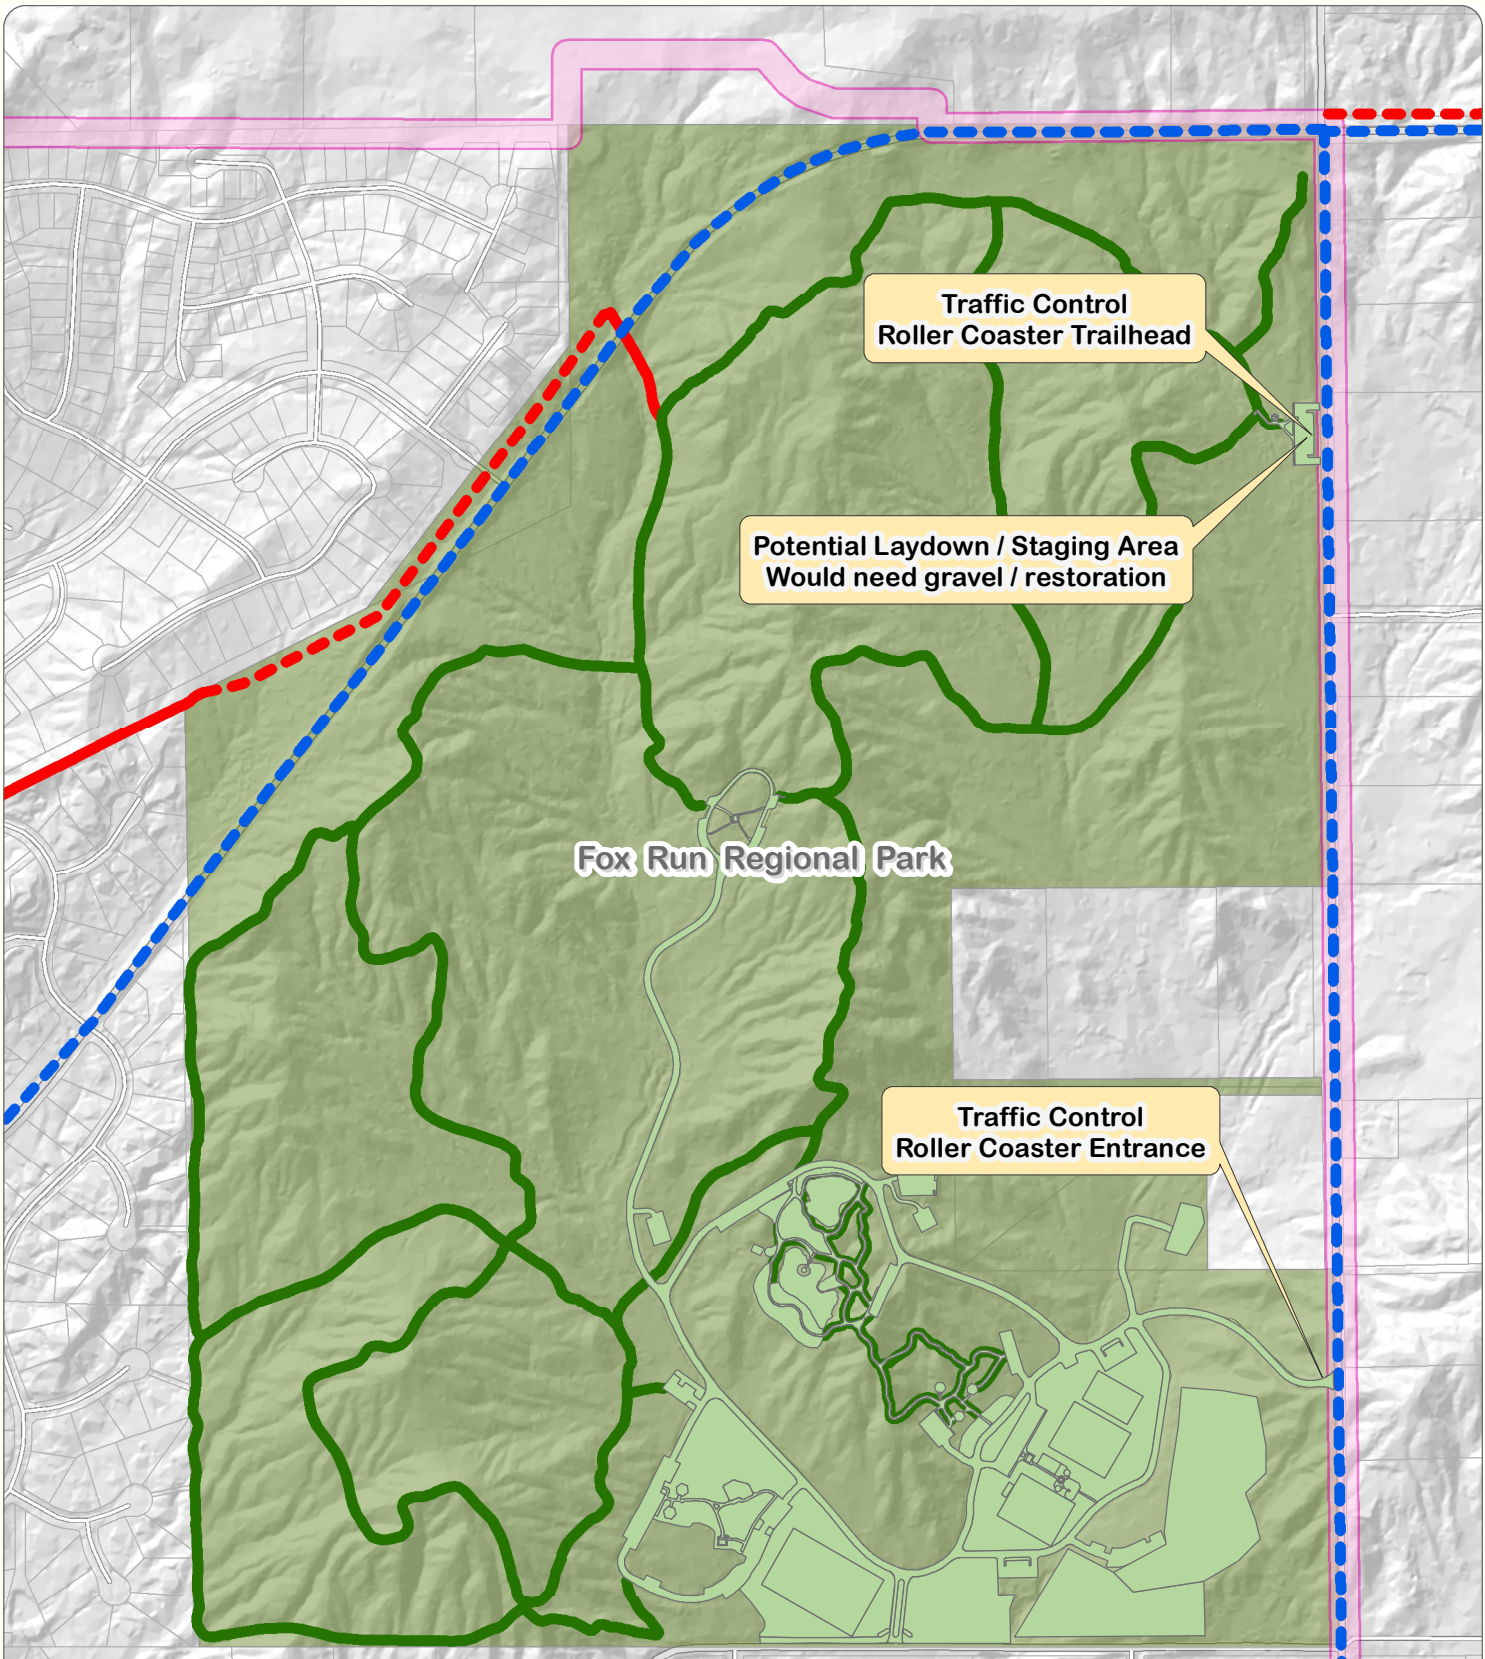 Traffic Control
Roller Coaster Trailhead
Potential Laydown / Staging Area
Would need gravel / restoration
Fox Run Regional Park
Traffic Control
Roller Coaster Entrance